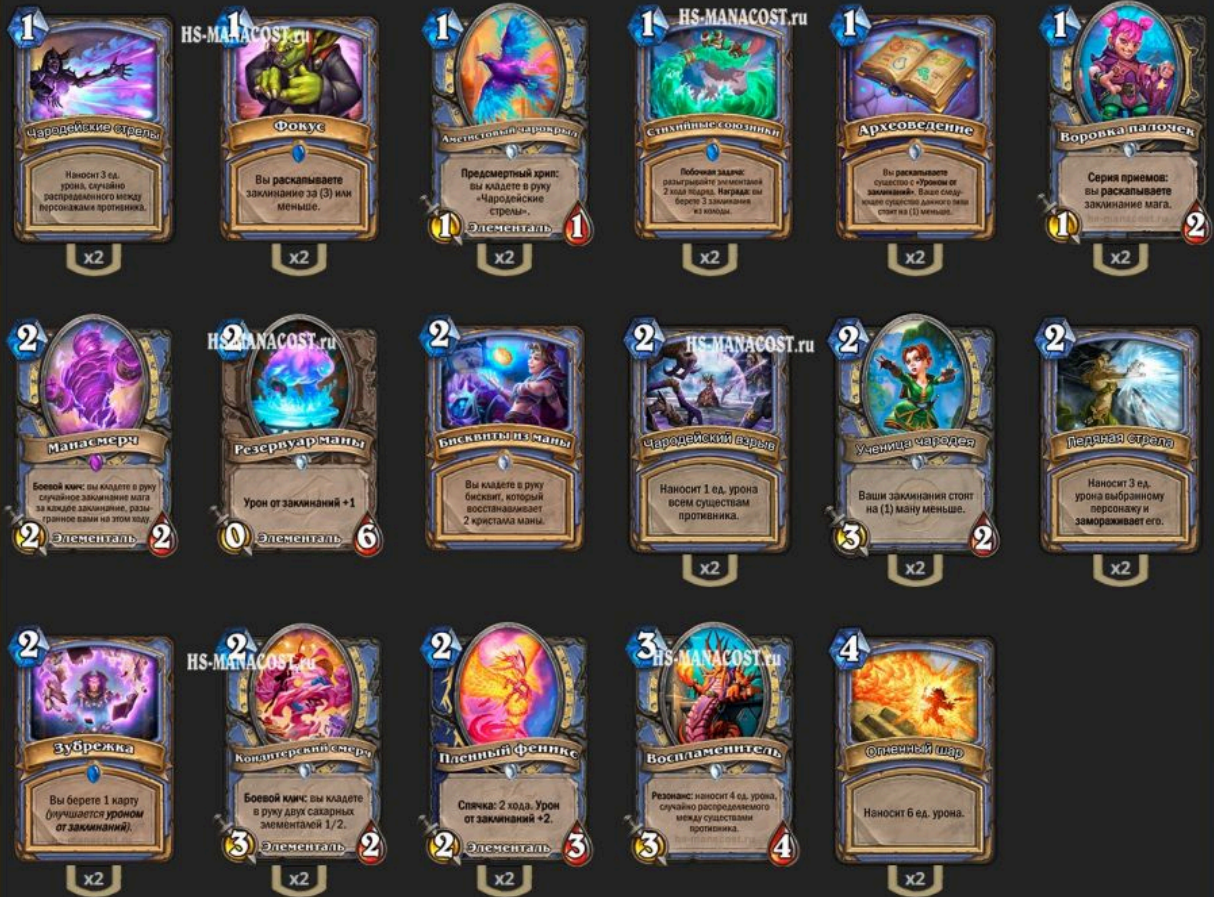 1
Чародейские стрелы
Наносит 3 ед.
урона, случайно
распределенного между
персонажами противника.
x2
HS-MANACOST.ru
1
Фокус
Вы раскапываете
заклинание за (3) или
меньше.
x2
1
Аметистовый чарокрыл
Предсмертный хрип:
вы кладете в руку
«Чародейские
стрелы».
1 Элементаль 1
x2
HS-MANACOST.ru
1
Стихийные союзники
Побочная задача:
разыгрывайте элементалей
2 хода подряд. Награда: вы
берете 3 заклинания
из колоды.
x2
1
Археоведение
Вы раскапываете
существо с «Уроном от
заклинаний». Ваше следу-
ющее существо данного типа
стоит на (1) меньше.
x2
1
Воровка палочек
Серия приемов:
вы раскапываете
заклинание мага.
hs-manacost.ru
1 2
x2
2
Манасмерч
Боевой клич: вы кладете в руку
случайное заклинание мага
за каждое заклинание, разы-
гранное вами на этом ходу.
2 Элементаль 2
HS-MANACOST.ru
2
Резервуар маны
Урон от заклинаний +1
0 Элементаль 6
2
Бисквиты из маны
Вы кладете в руку
бисквит, который
восстанавливает
2 кристалла маны.
HS-MANACOST.ru
2
Чародейский взрыв
Наносит 1 ед. урона
всем существам
противника.
x2
2
Ученица чародея
Ваши заклинания стоят
на (1) ману меньше.
3 2
x2
2
Ледяная стрела
Наносит 3 ед.
урона выбранному
персонажу и
замораживает его.
x2
2
Зубрежка
Вы берете 1 карту
(улучшается уроном
от заклинаний).
x2
HS-MANACOST.ru
2
Кондитерский смерч
Боевой клич: вы кладете
в руку двух сахарных
элементалей 1/2.
3 Элементаль 2
x2
2
Пленный феникс
Спячка: 2 хода. Урон
от заклинаний +2.
2 Элементаль 3
x2
HS-MANACOST.ru
3
Воспламенитель
Резонанс: наносит 4 ед. урона,
случайно распределяемого
между существами
противника.
hs-manacost.ru
3 4
x2
4
Огненный шар
Наносит 6 ед. урона.
x2